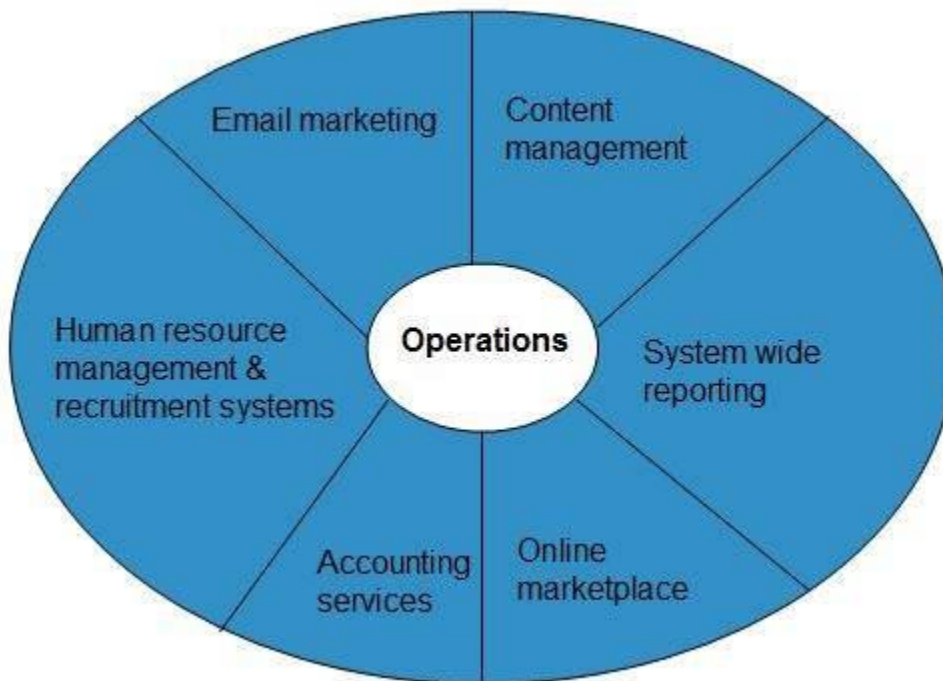 Email marketing
Content
management
Human resource
management &
recruitment systems
Operations
System wide
reporting
Accounting
services
Online
marketplace